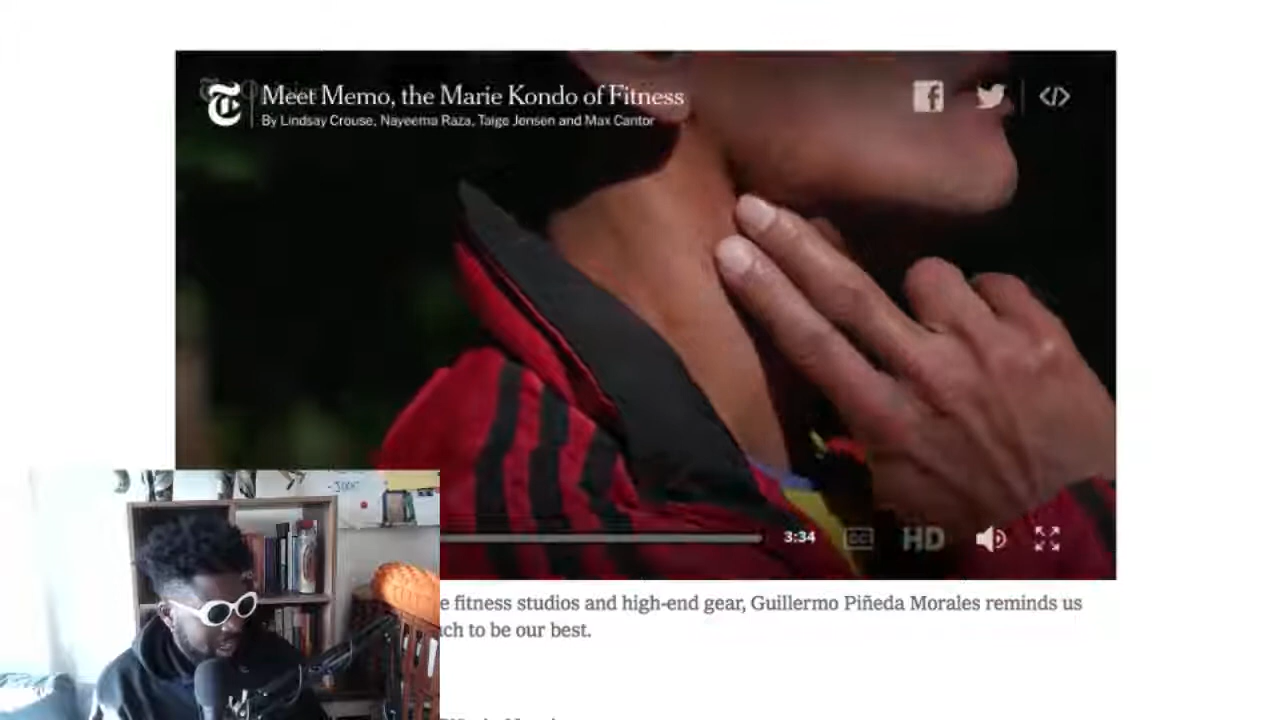 Meet Memo, the Marie Kondo of Fitness
By Lindsay Crouse, Nayeema Raza, Taige Jensen and Max Cantor
3:34
CC
HD
e fitness studios and high-end gear, Guillermo Piñeda Morales reminds us
ch to be our best.